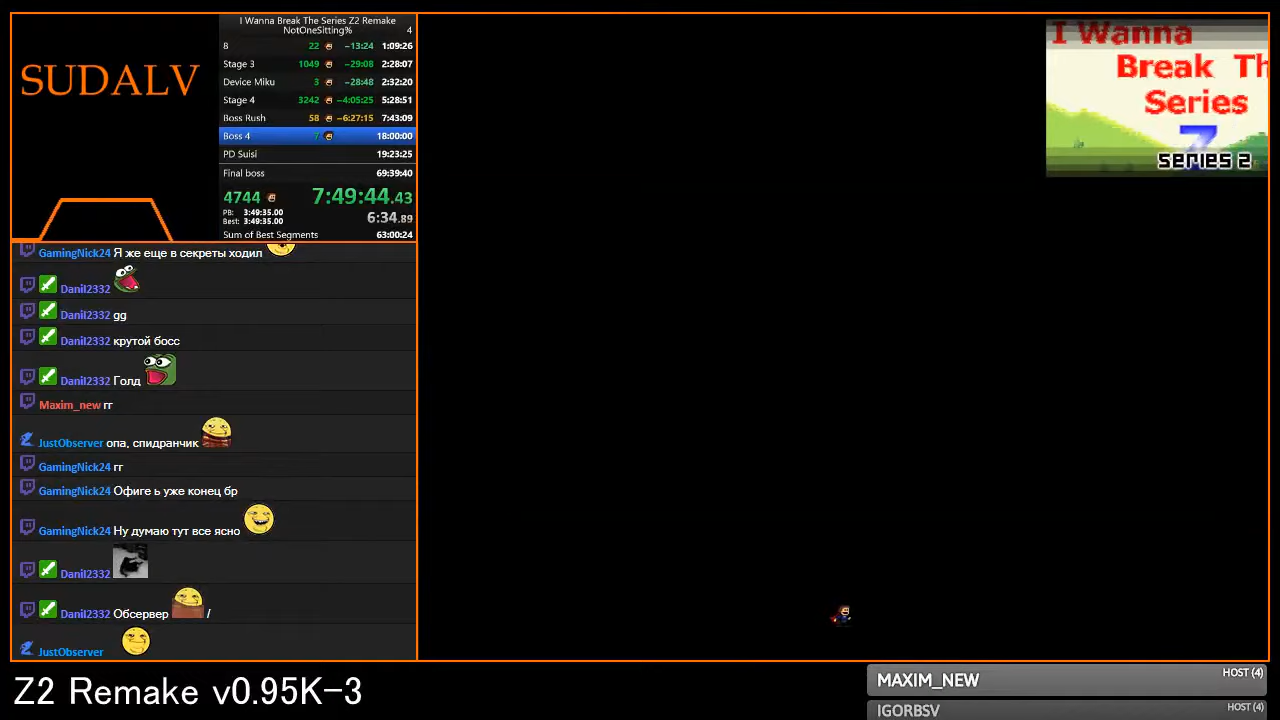 SUDALV
I Wanna Break The Series Z2 Remake
NotOneSitting% 4
8 22 −13:24 1:09:26
Stage 3 1049 −29:08 2:28:07
Device Miku 3 −28:48 2:32:20
Stage 4 3242 −4:05:25 5:28:51
Boss Rush 58 −6:27:15 7:43:09
Boss 4 7 18:00:00
PD Suisi 19:23:25
Final boss 69:39:40
4744 7:49:44.43
PB: 3:49:35.00
Best: 3:49:35.00
6:34.89
Sum of Best Segments 63:00:24
GamingNick24 Я же еще в секреты ходил
Danil2332
Danil2332 gg
Danil2332 крутой босс
Danil2332 Голд
Maxim_new гг
JustObserver опа, спидранчик
GamingNick24 гг
GamingNick24 Офиге ь уже конец бр
GamingNick24 Ну думаю тут все ясно
Danil2332
Danil2332 Обсервер /
JustObserver
I Wanna
Break Th
Series
Z
SERIES 2
Z2 Remake v0.95K-3
MAXIM_NEW HOST (4)
IGORBSV HOST (4)